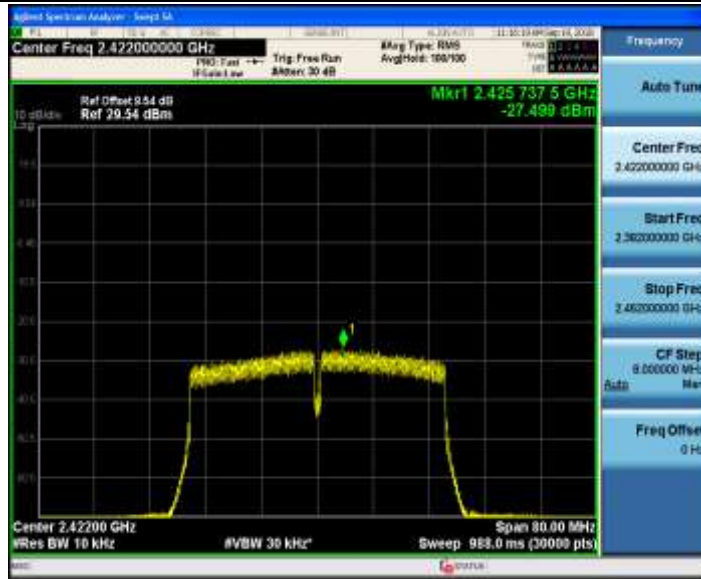 Agilent Spectrum Analyzer - Swept SA
Center Freq 2.422000000 GHz
PNO: Fast
IFGain:Low
Trig: Free Run
#Atten: 30 dB
#Avg Type: RMS
Avg|Hold: 100/100
Frequency
Auto Tune
Ref Offset 9.54 dB
10 dB/div Ref 29.54 dBm
Mkr1 2.425 737 5 GHz
-27.499 dBm
Log
1
Center Freq
2.422000000 GHz
Start Freq
2.382000000 GHz
Stop Freq
2.462000000 GHz
CF Step
8.000000 MHz
Auto Man
Freq Offset
0 Hz
Center 2.42200 GHz
Span 80.00 MHz
#Res BW 10 kHz
#VBW 30 kHz*
Sweep 988.0 ms (30000 pts)
MSG
STATUS